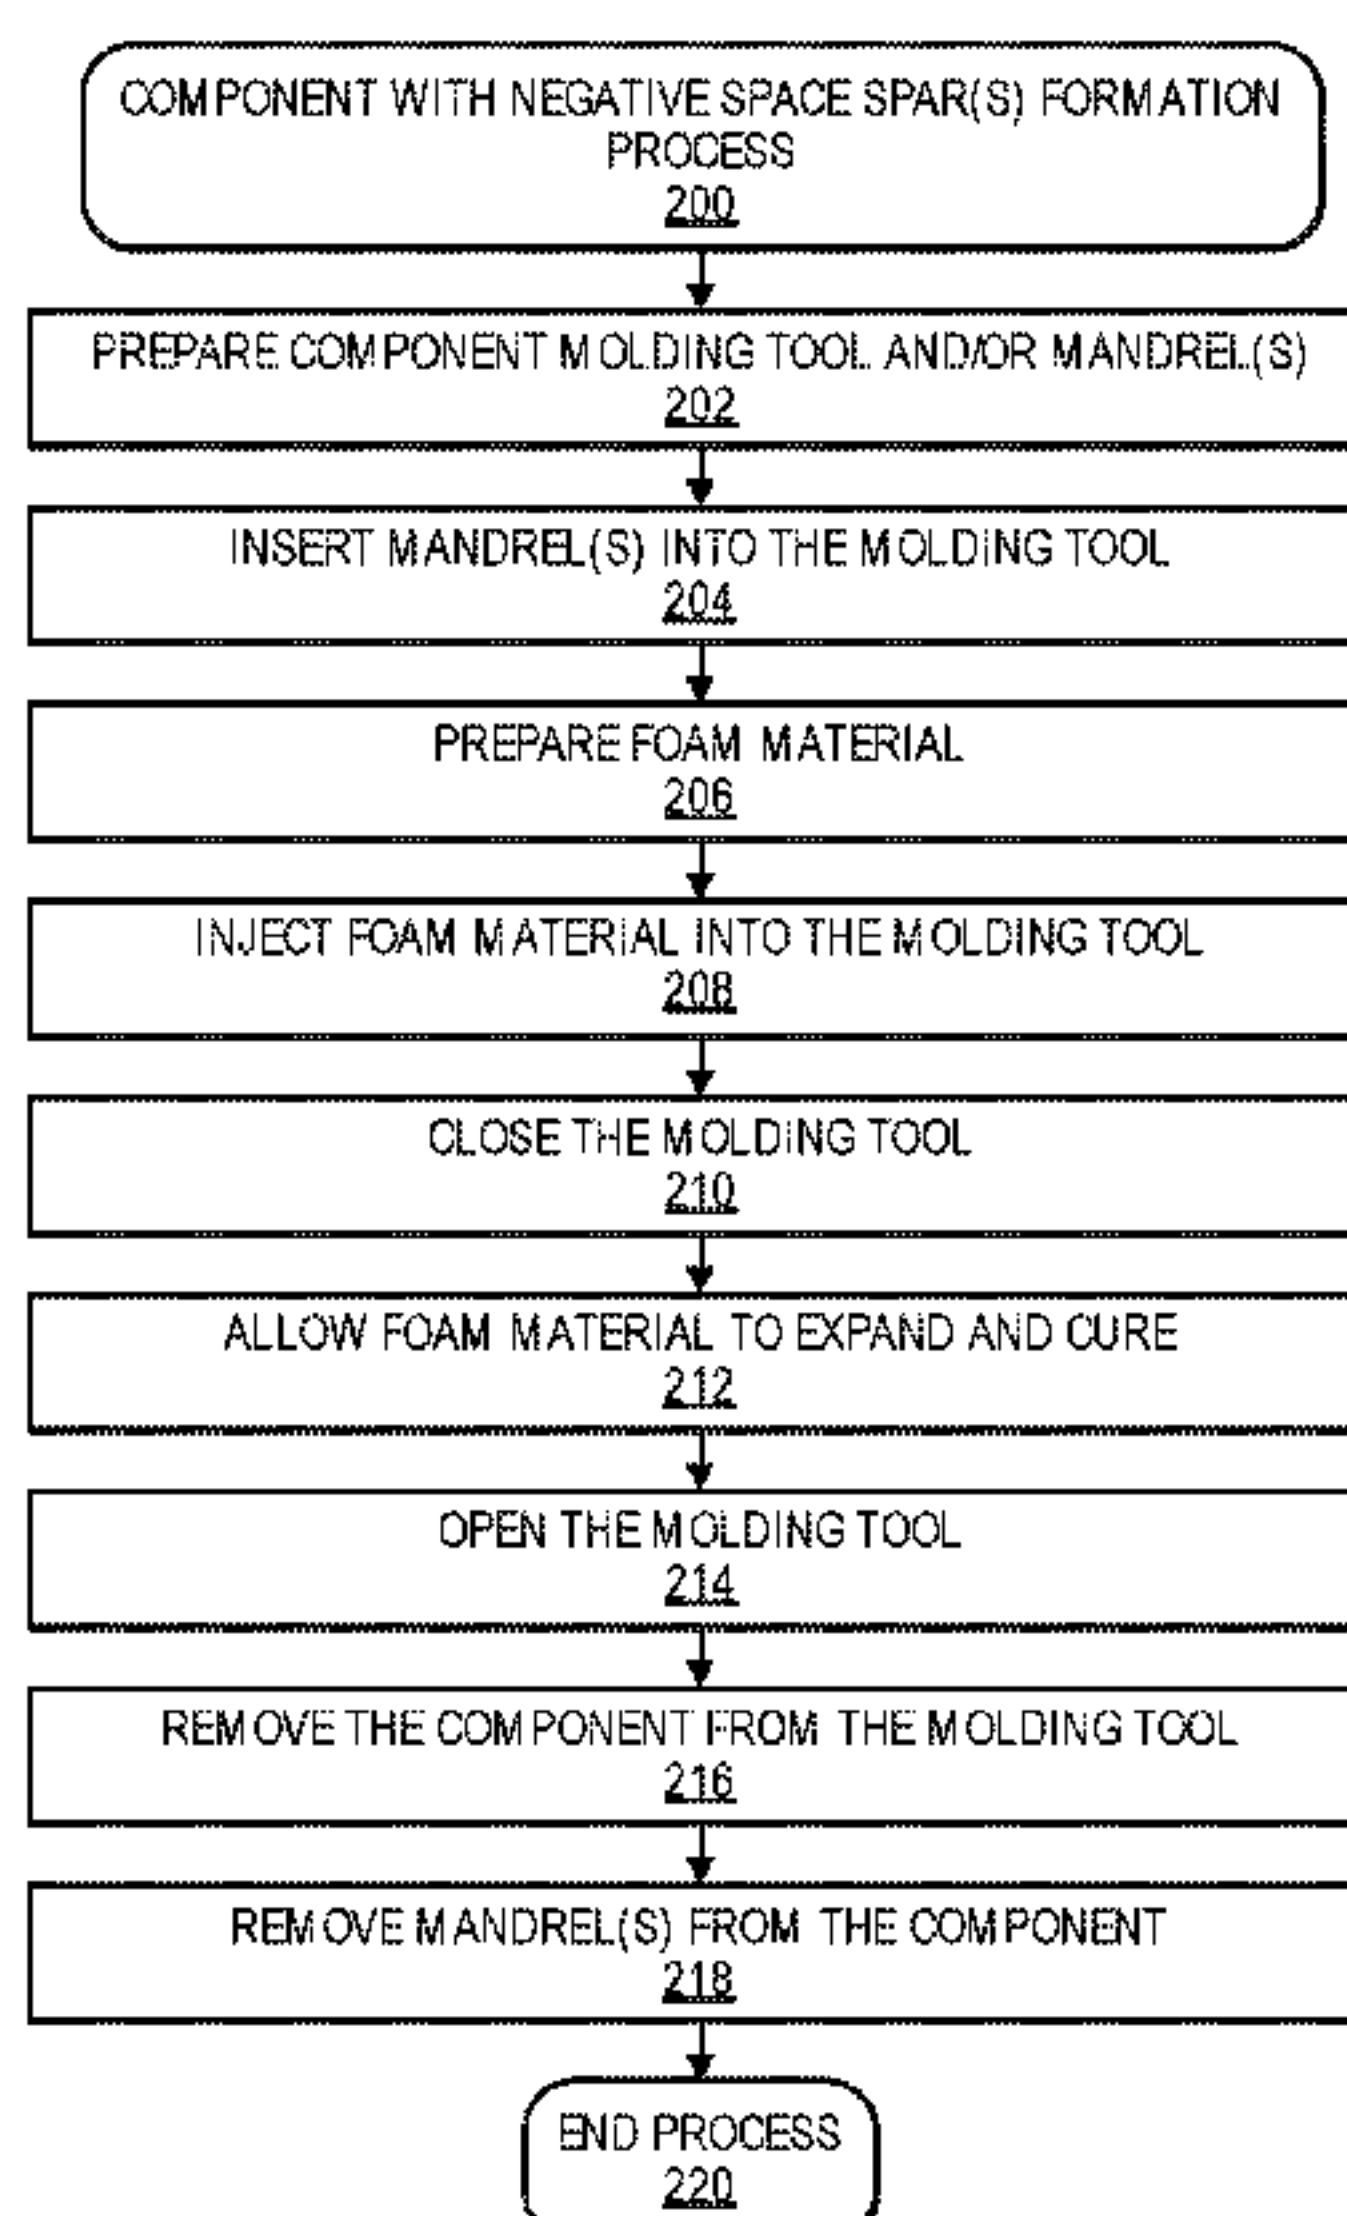 COMPONENT WITH NEGATIVE SPACE SPAR(S) FORMATION
PROCESS
200
PREPARE COMPONENT MOLDING TOOL AND/OR MANDREL(S)
202
INSERT MANDREL(S) INTO THE MOLDING TOOL
204
PREPARE FOAM MATERIAL
206
INJECT FOAM MATERIAL INTO THE MOLDING TOOL
208
CLOSE THE MOLDING TOOL
210
ALLOW FOAM MATERIAL TO EXPAND AND CURE
212
OPEN THE MOLDING TOOL
214
REMOVE THE COMPONENT FROM THE MOLDING TOOL
216
REMOVE MANDREL(S) FROM THE COMPONENT
218
END PROCESS
220